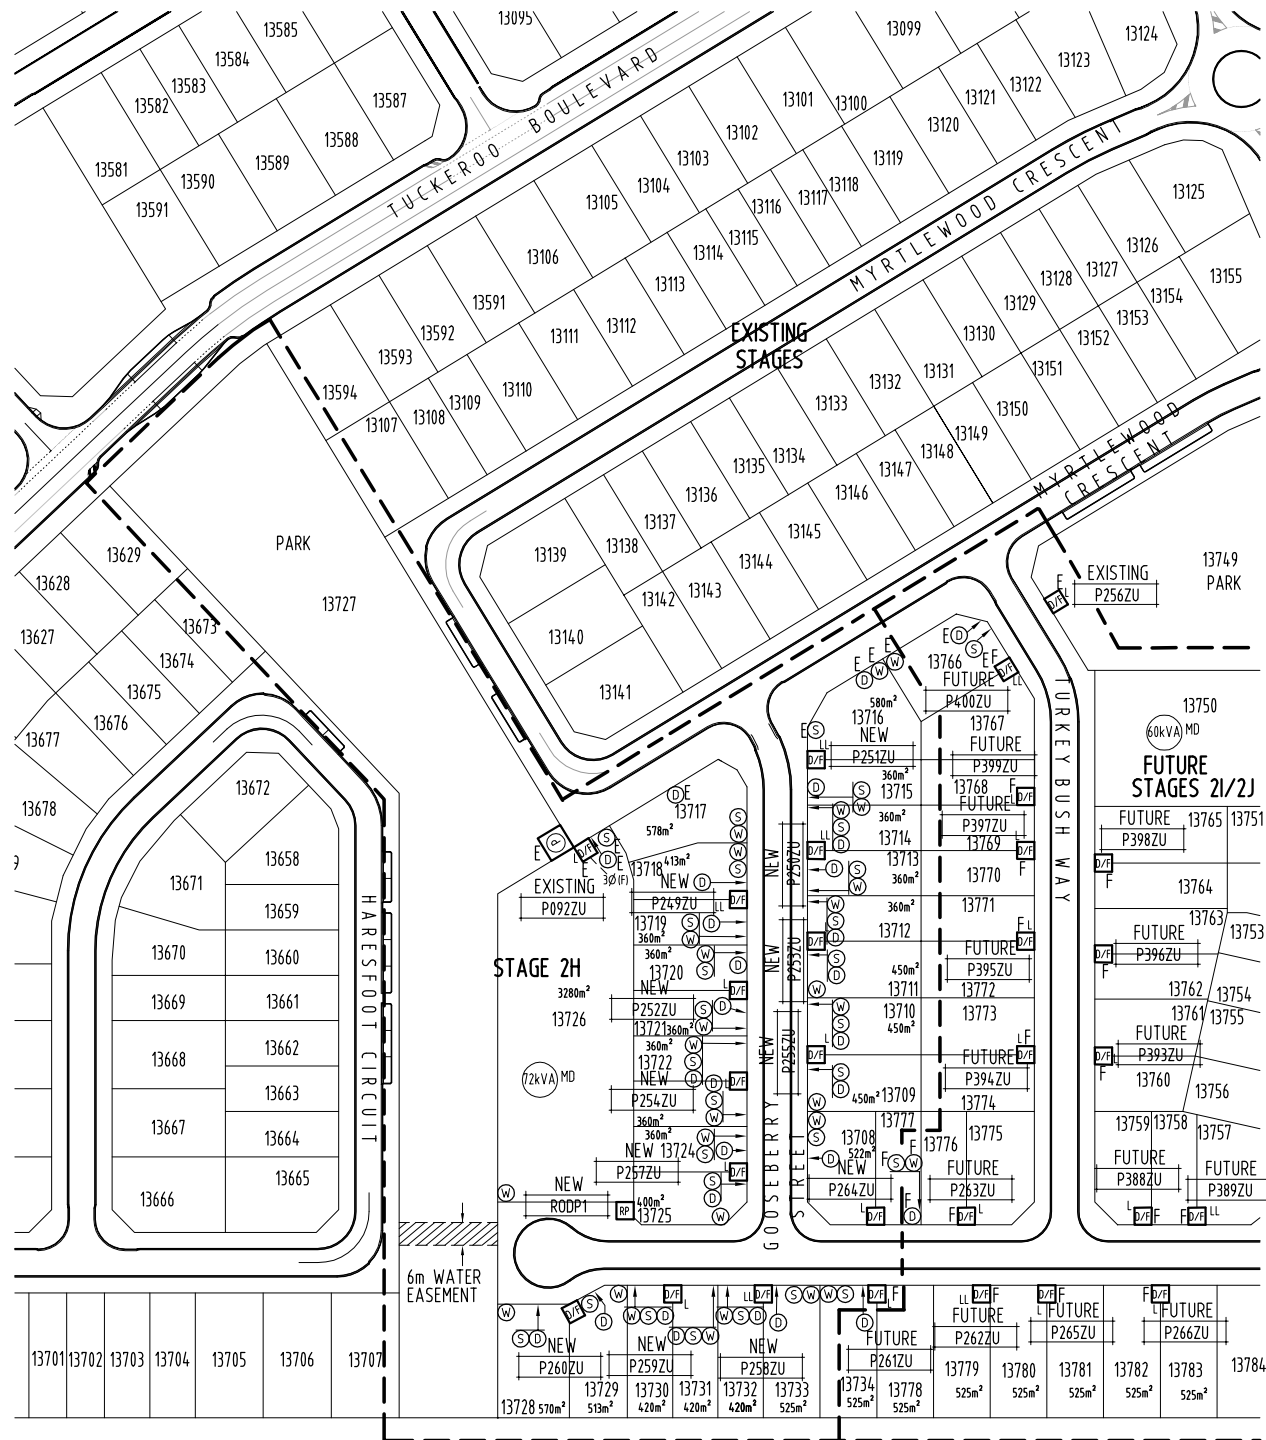 13095
13585
13584
13583
13582
13587
13588
13589
13590
13581
13591
TUCKEROO BOULEVARD
13099
13124
13123
13122
13121
13120
13101
13100
13102
13103
13104
13105
13106
13119
13118
13117
13116
13115
13114
13113
13112
13111
13110
13109
13108
13107
13591
13592
13593
13594
MYRTLEWOOD CRESCENT
EXISTING
STAGES
13125
13126
13127
13128
13129
13130
13131
13132
13133
13134
13135
13136
13137
13138
13139
13140
13141
13155
13154
13153
13152
13151
13150
13149
13148
13147
13146
13145
13144
13143
13142
MYRTLEWOOD
CRESCENT
PARK
13727
13629
13628
13627
13673
13674
13675
13676
13677
13678
13672
13671
13670
13669
13668
13667
13666
13658
13659
13660
13661
13662
13663
13664
13665
HARESFOOT CIRCUIT
13749
PARK
EXISTING
P256ZU
13750
60kVA MD
FUTURE
STAGES 2I/2J
TURKEY BUSH WAY
13766
FUTURE
P400ZU
13767
FUTURE
P399ZU
13768
FUTURE
P397ZU
13769
13770
13771
FUTURE
P395ZU
13772
13773
FUTURE
P394ZU
13774
13775
13776
13777
FUTURE
P263ZU
580m²
13716
NEW
P251ZU
360m²
13715
360m²
13714
13713
360m²
360m²
13712
450m²
13711
13710
450m²
450m² 13709
13708
522m²
NEW
P264ZU
NEW
P250ZU
NEW
P253ZU
NEW
P255ZU
GOOSEBERRY
STREET
13717
578m²
13718 413m²
NEW
P249ZU
3Ø(F)
EXISTING
P092ZU
STAGE 2H
3280m²
13726
72kVA MD
13719
360m²
360m²
13720
NEW
P252ZU
13721 360m²
360m²
13722
NEW
P254ZU
360m²
360m²
NEW 13724
P257ZU
NEW
RODP1
400m²
13725
RP
6m WATER
EASEMENT
FUTURE
P398ZU
13765
13751
13764
13763
13753
FUTURE
P396ZU
13762
13761
13754
13755
FUTURE
P393ZU
13760
13756
13759
13758
13757
FUTURE
P388ZU
FUTURE
P389ZU
13701
13702
13703
13704
13705
13706
13707
NEW
P260ZU
NEW
P259ZU
NEW
P258ZU
FUTURE
P261ZU
FUTURE
P262ZU
FUTURE
P265ZU
FUTURE
P266ZU
13728 570m²
13729
513m²
13730
420m²
13731
420m²
13732
420m²
13733
525m²
13734
525m²
13778
525m²
13779
525m²
13780
525m²
13781
525m²
13782
525m²
13783
525m²
13784